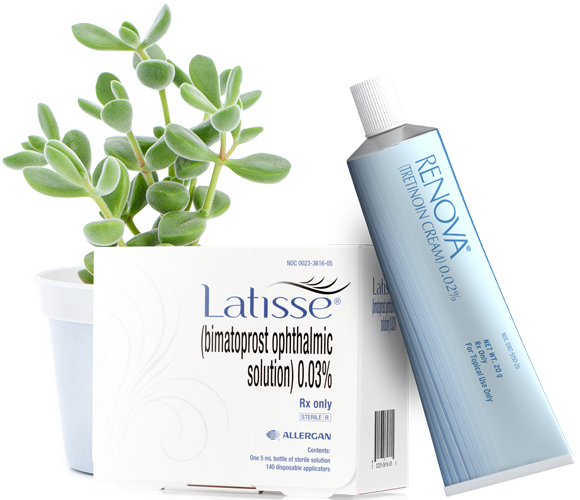 NDC 0023-3616-05
Latisse®
(bimatoprost ophthalmic
solution) 0.03%
Rx only
STERILE R
ALLERGAN
Contents:
One 5 mL bottle of sterile solution
140 disposable applicators
RENOVA®
(TRETINOIN CREAM) 0.02%
NET WT. 20 g
Rx Only
For Topical Use Only